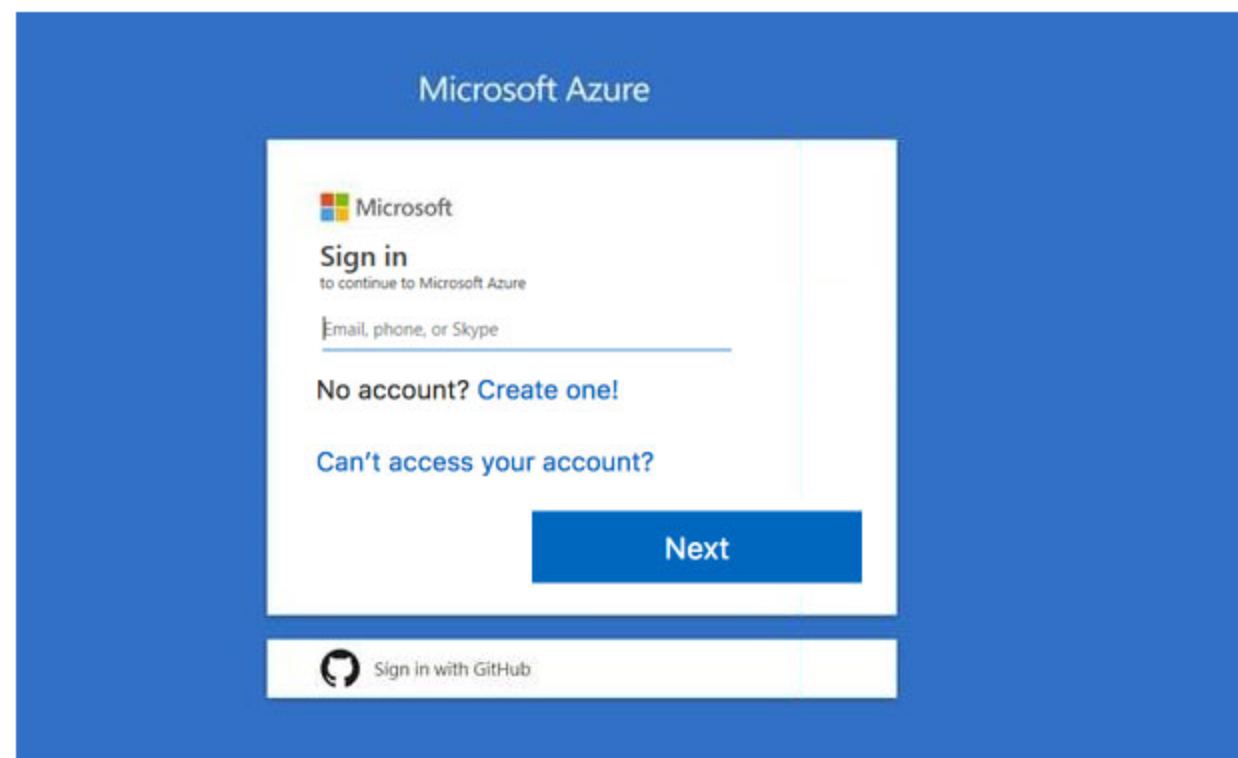 Microsoft Azure
Microsoft
Sign in
to continue to Microsoft Azure
Email, phone, or Skype
No account? Create one!
Can't access your account?
Next
Sign in with GitHub